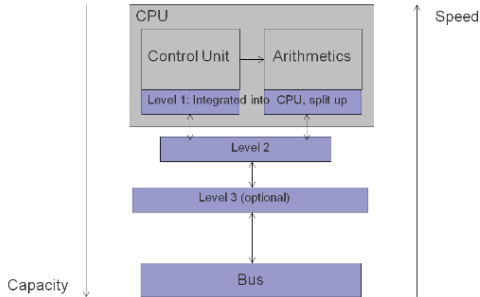 CPU
Speed
Control Unit
Arithmetics
Level 1: Integrated into CPU, split up
Level 2
Level 3 (optional)
Bus
Capacity